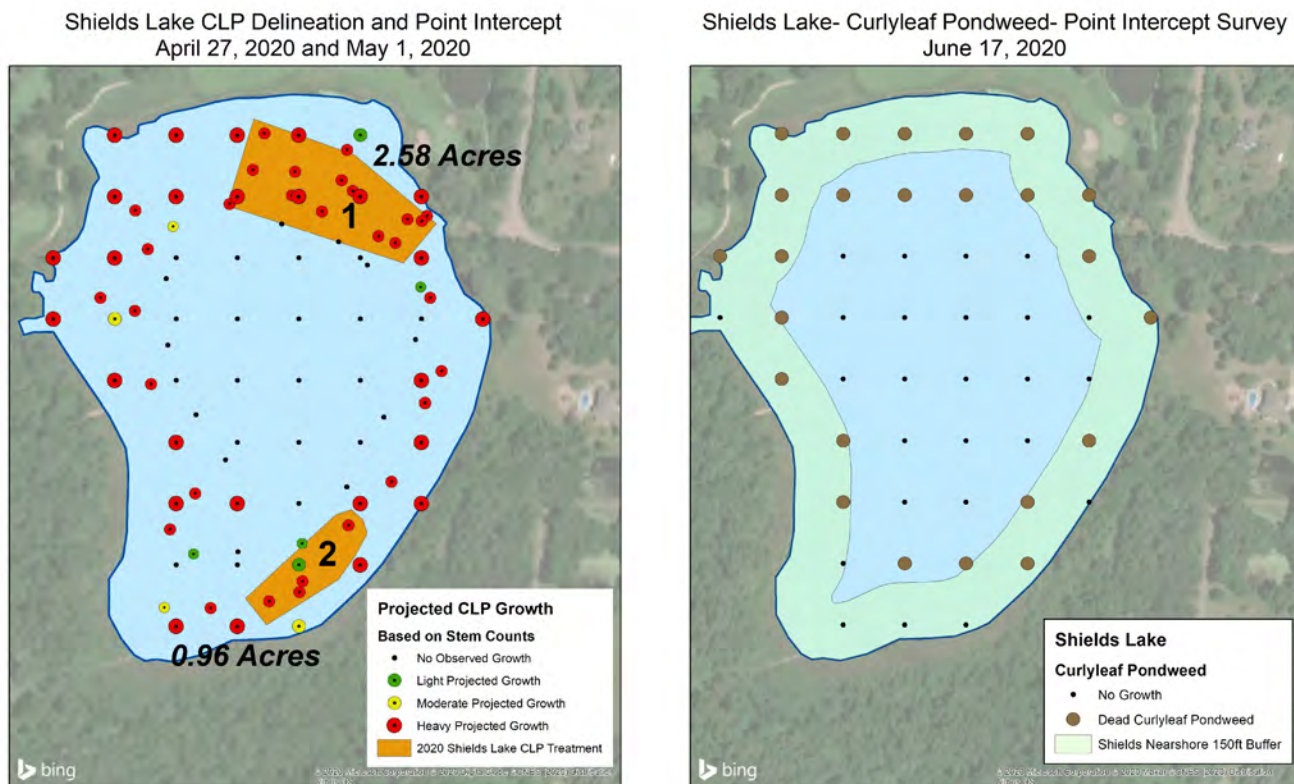 Shields Lake CLP Delineation and Point Intercept
April 27, 2020 and May 1, 2020
2.58 Acres
1
2
0.96 Acres
Projected CLP Growth
Based on Stem Counts
No Observed Growth
Light Projected Growth
Moderate Projected Growth
Heavy Projected Growth
2020 Shields Lake CLP Treatment
bing
Shields Lake- Curlyleaf Pondweed- Point Intercept Survey
June 17, 2020
Shields Lake
Curlyleaf Pondweed
No Growth
Dead Curlyleaf Pondweed
Shields Nearshore 150ft Buffer
bing